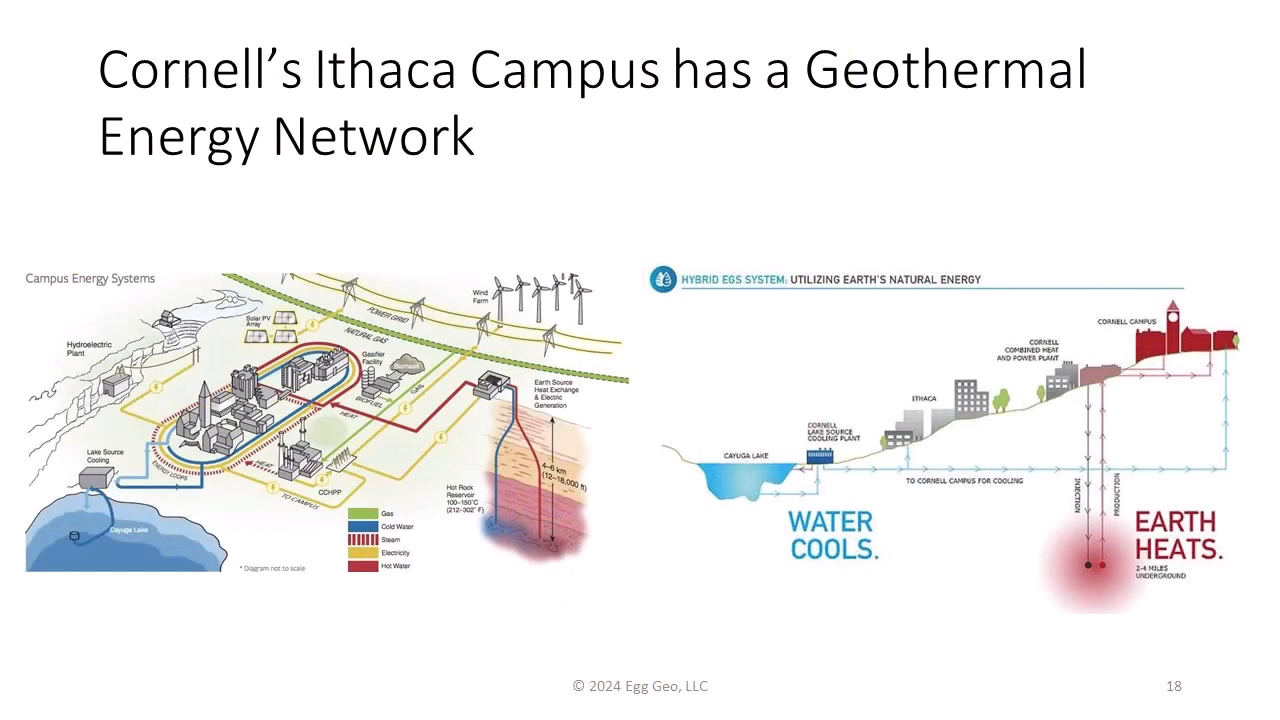 Cornell’s Ithaca Campus has a Geothermal
Energy Network
Campus Energy Systems
Hydroelectric
Plant
Solar PV
Array
POWER GRID
NATURAL GAS
Wind
Farm
Gasifier
Facility
Biomass
BIOFUEL
GAS
HEAT
Earth Source
Heat Exchange
& Electric
Generation
Lake Source
Cooling
ENERGY LOOPS
HEAT
CCHPP
TO CAMPUS
Cayuga Lake
Hot Rock
Reservoir
100–150°C
(212–302° F)
4–6 km
(12–18,000 ft)
Gas
Cold Water
Steam
Electricity
Hot Water
* Diagram not to scale
HYBRID EGS SYSTEM: UTILIZING EARTH'S NATURAL ENERGY
CORNELL CAMPUS
CORNELL
COMBINED HEAT
AND POWER PLANT
ITHACA
CORNELL
LAKE SOURCE
COOLING PLANT
CAYUGA LAKE
TO CORNELL CAMPUS FOR COOLING
INJECTION
PRODUCTION
WATER
COOLS.
EARTH
HEATS.
2-4 MILES
UNDERGROUND
© 2024 Egg Geo, LLC
18